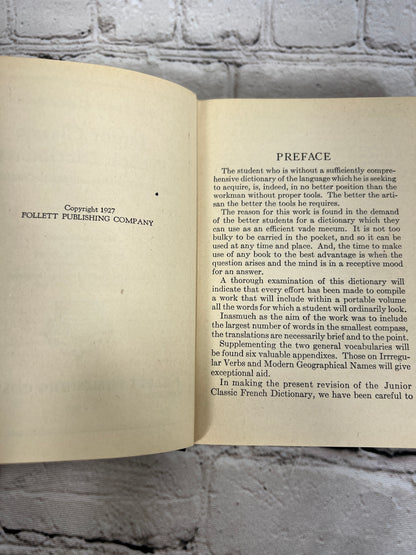 Copyright 1927
FOLLETT PUBLISHING COMPANY
PREFACE
The student who is without a sufficiently compre-
hensive dictionary of the language which he is seeking
to acquire, is, indeed, in no better position than the
workman without proper tools. The better the arti-
san the better the tools he requires.
The reason for this work is found in the demand
of the better students for a dictionary which they
can use as an efficient vade mecum. It is not too
bulky to be carried in the pocket, and so it can be
used at any time and place. And, the time to make
use of any book to the best advantage is when the
question arises and the mind is in a receptive mood
for an answer.
A thorough examination of this dictionary will
indicate that every effort has been made to compile
a work that will include within a portable volume
all the words for which a student will ordinarily look.
Inasmuch as the aim of the work was to include
the largest number of words in the smallest compass,
the translations are necessarily brief and to the point.
Supplementing the two general vocabularies will
be found six valuable appendixes. Those on Irrregu-
lar Verbs and Modern Geographical Names will give
exceptional aid.
In making the present revision of the Junior
Classic French Dictionary, we have been careful to